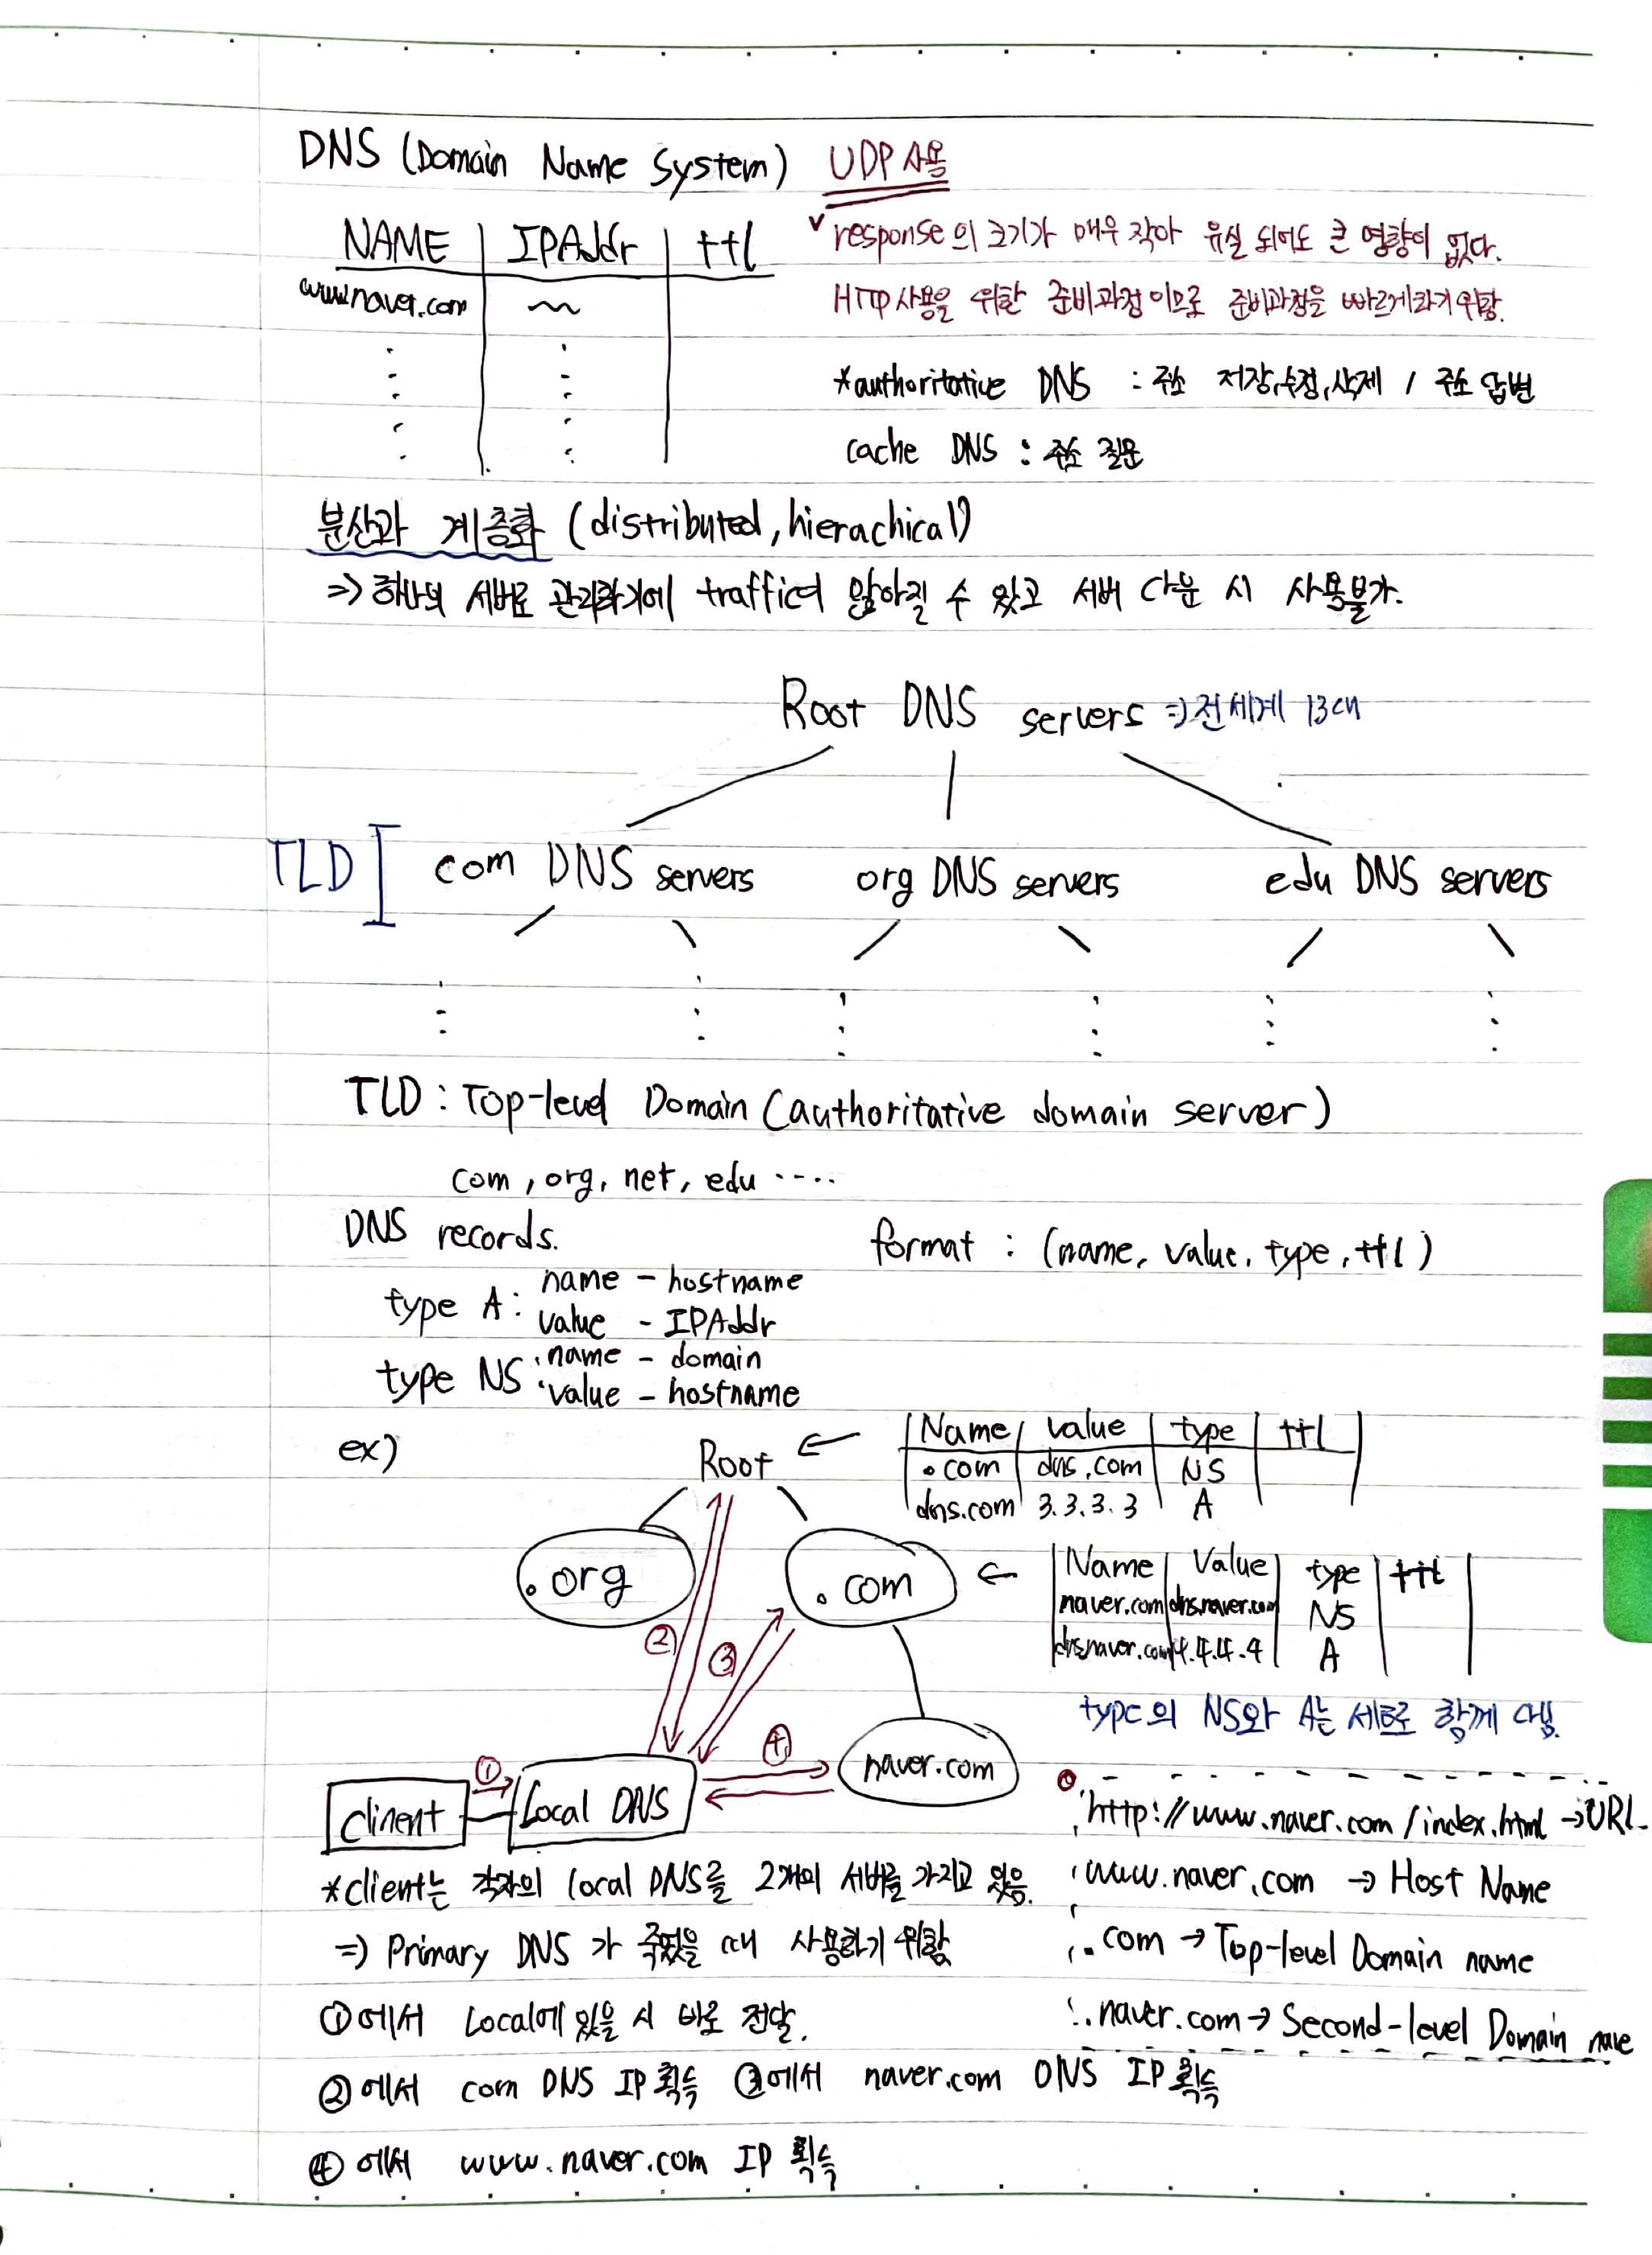 DNS (Domain Name System) UDP 사용
NAME IPAddr ttl
www.naver.com ~
✓ response의 크기가 매우 작아 유실 되어도 큰 영향이 없다.
HTTP 사용을 위한 준비과정이므로 준비과정을 빠르게하기 위함.
*authoritative DNS : 주소 저장,수정,삭제 / 주소 답변
cache DNS : 주소 질문
분산과 계층화 (distributed, hierachical)
=> 하나의 서버로 관리하기에 traffic이 많아질 수 있고 서버 다운 시 사용불가.
Root DNS servers => 전세계 13대
TLD com DNS servers org DNS servers edu DNS servers
TLD : Top-level Domain (authoritative domain server)
com, org, net, edu ....
DNS records. format : (name, value, type, ttl)
type A : name - hostname
value - IPAddr
type NS : name - domain
value - hostname
ex)
Root ←
Name value type ttl
.com dns.com NS
dns.com 3.3.3.3 A
.org .com ←
Name Value type ttl
naver.com dns.naver.com NS
dns.naver.com 4.4.4.4 A
② ③
type의 NS와 A는 세트로 함께 다님.
clinent ① Local DNS ④ naver.com
http://www.naver.com/index.html → URL
www.naver.com → Host Name
.com → Top-level Domain name
.naver.com → Second-level Domain name
*client는 각자의 local DNS를 2개의 서버를 가지고 있음.
=> Primary DNS가 죽었을 때 사용하기 위함
①에서 Local에 있을 시 바로 전달.
②에서 com DNS IP 획득 ③에서 naver.com DNS IP 획득
④에서 www.naver.com IP 획득